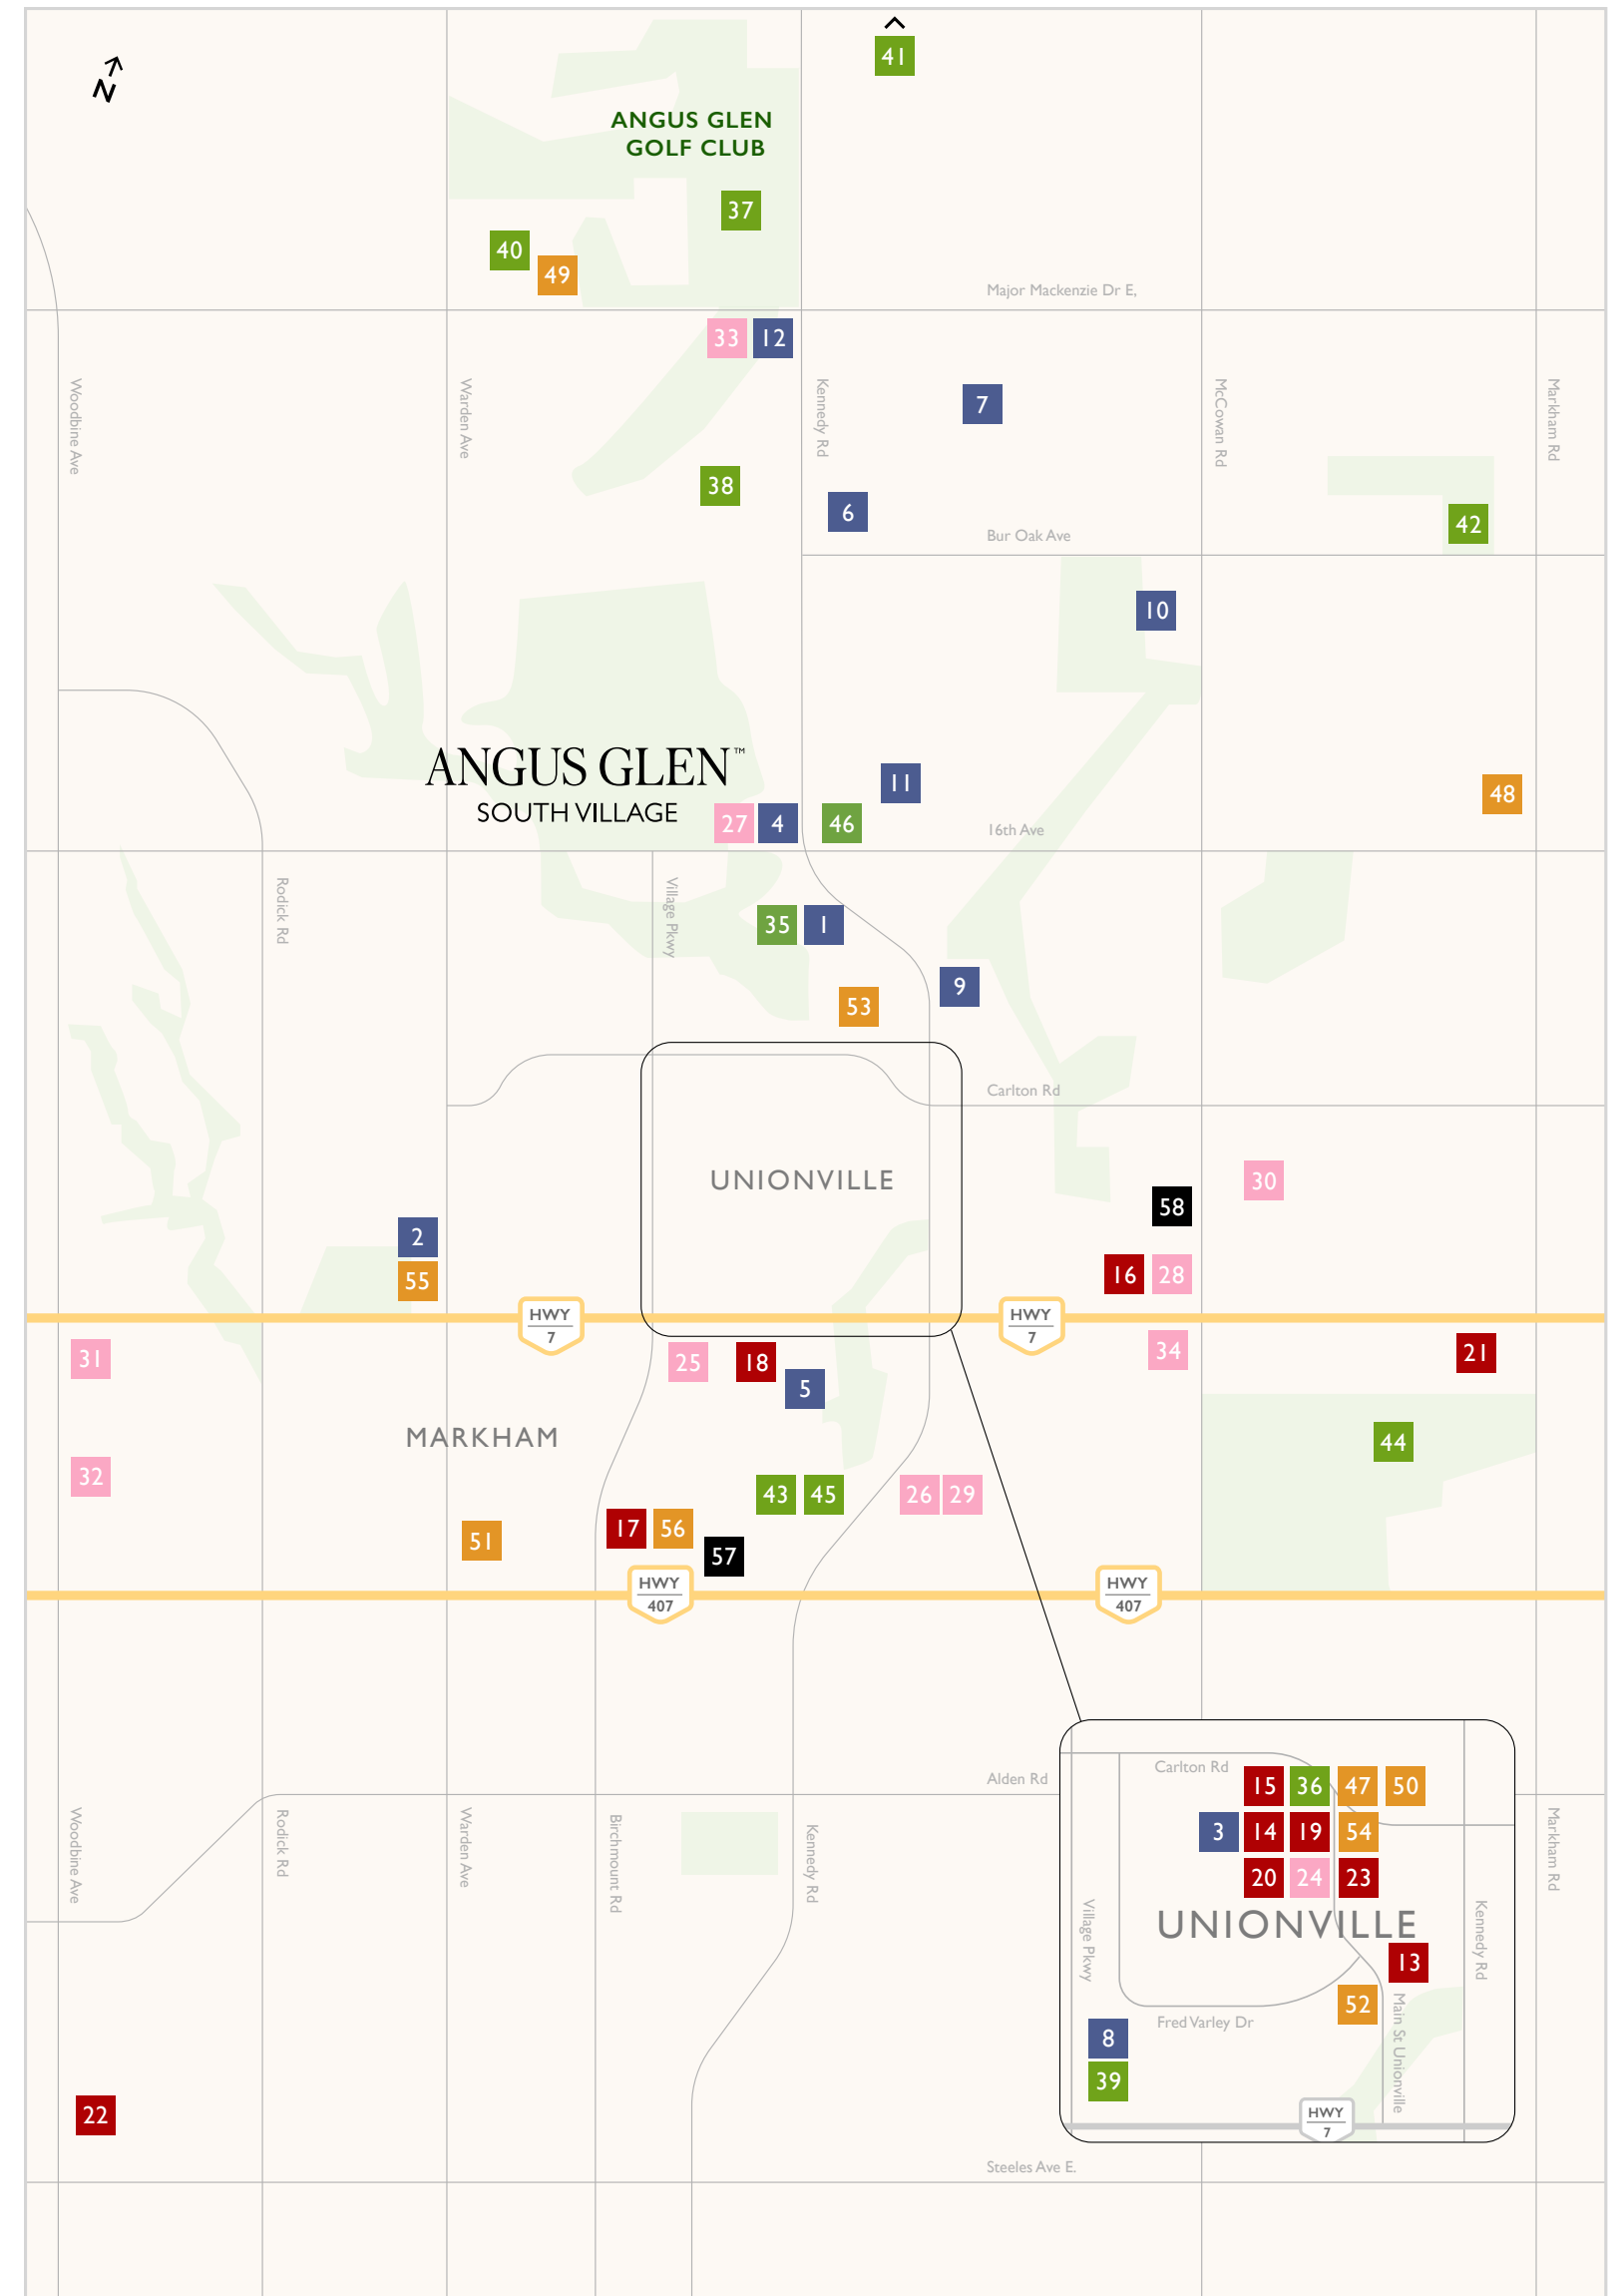 41
N
ANGUS GLEN
GOLF CLUB
37
40
49
Major Mackenzie Dr E,
33
12
Woodbine Ave
Warden Ave
Kennedy Rd
7
McCowan Rd
Markham Rd
38
6
42
Bur Oak Ave
10
ANGUS GLEN™
SOUTH VILLAGE
11
48
27
4
46
16th Ave
Rodick Rd
Village Pkwy
35
1
9
53
Carlton Rd
UNIONVILLE
30
58
2
16
28
55
HWY
7
HWY
7
31
25
18
5
34
21
MARKHAM
44
32
43
45
26
29
17
56
51
57
HWY
407
HWY
407
Alden Rd
Woodbine Ave
Rodick Rd
Warden Ave
Birchmount Rd
Kennedy Rd
Markham Rd
Carlton Rd
15
36
47
50
3
14
19
54
20
24
23
UNIONVILLE
Village Pkwy
Kennedy Rd
13
52
Main St Unionville
Fred Varley Dr
8
39
HWY
7
22
Steeles Ave E.